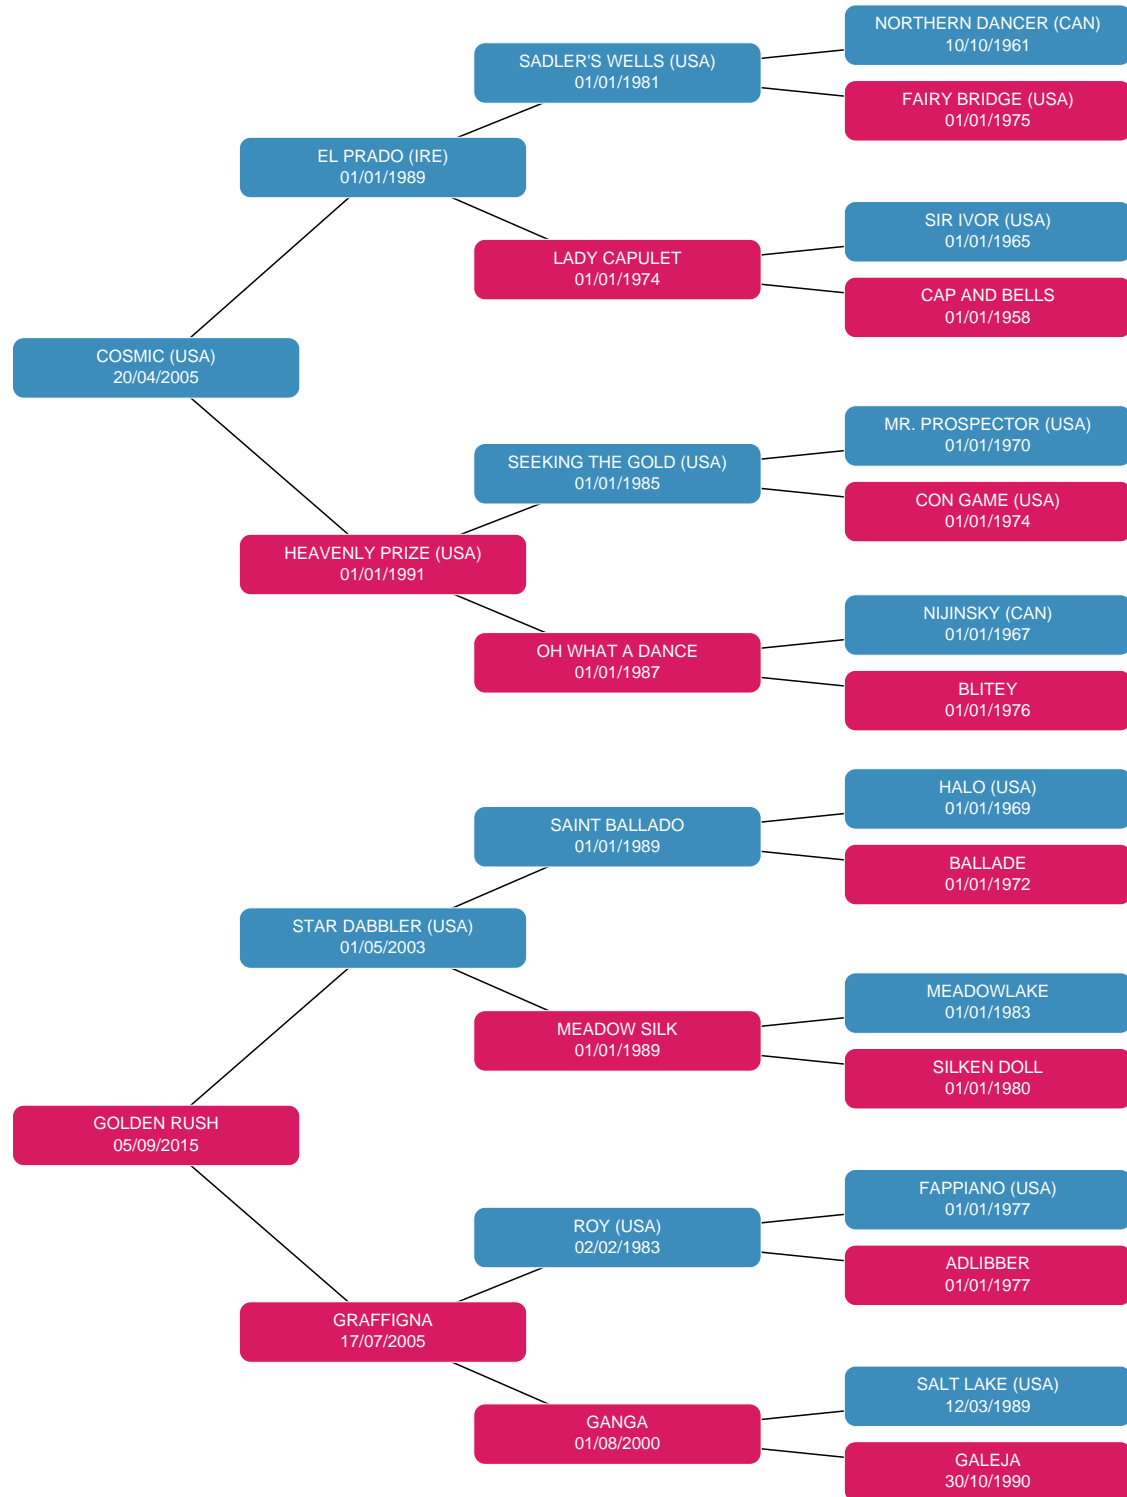 NORTHERN DANCER (CAN)
10/10/1961
SADLER'S WELLS (USA)
01/01/1981
FAIRY BRIDGE (USA)
01/01/1975
EL PRADO (IRE)
01/01/1989
SIR IVOR (USA)
01/01/1965
LADY CAPULET
01/01/1974
CAP AND BELLS
01/01/1958
COSMIC (USA)
20/04/2005
MR. PROSPECTOR (USA)
01/01/1970
SEEKING THE GOLD (USA)
01/01/1985
CON GAME (USA)
01/01/1974
HEAVENLY PRIZE (USA)
01/01/1991
NIJINSKY (CAN)
01/01/1967
OH WHAT A DANCE
01/01/1987
BLITEY
01/01/1976
HALO (USA)
01/01/1969
SAINT BALLADO
01/01/1989
BALLADE
01/01/1972
STAR DABBLER (USA)
01/05/2003
MEADOWLAKE
01/01/1983
MEADOW SILK
01/01/1989
SILKEN DOLL
01/01/1980
GOLDEN RUSH
05/09/2015
FAPPIANO (USA)
01/01/1977
ROY (USA)
02/02/1983
ADLIBBER
01/01/1977
GRAFFIGNA
17/07/2005
SALT LAKE (USA)
12/03/1989
GANGA
01/08/2000
GALEJA
30/10/1990